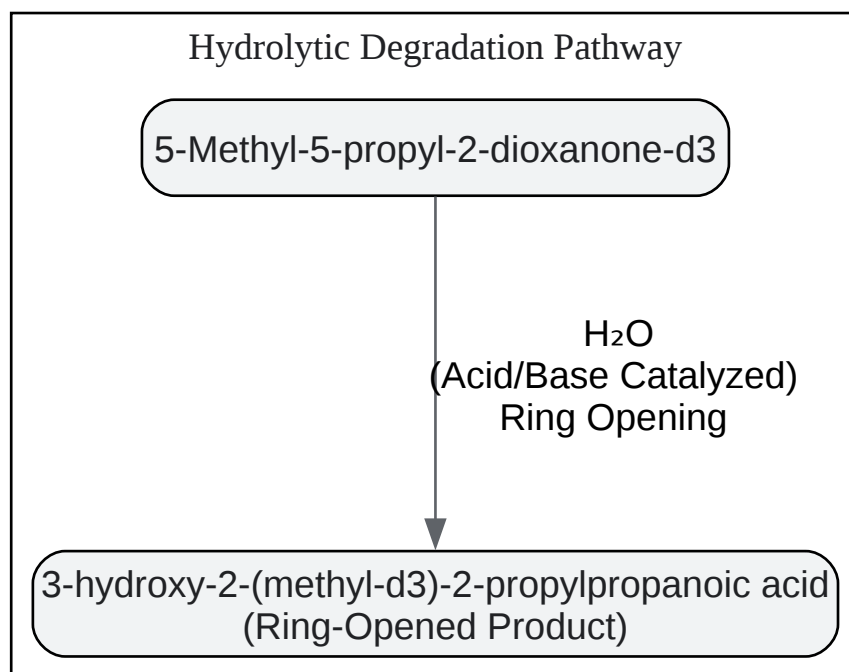 Hydrolytic Degradation Pathway
5-Methyl-5-propyl-2-dioxanone-d3
H₂O
(Acid/Base Catalyzed)
Ring Opening
3-hydroxy-2-(methyl-d3)-2-propylpropanoic acid
(Ring-Opened Product)